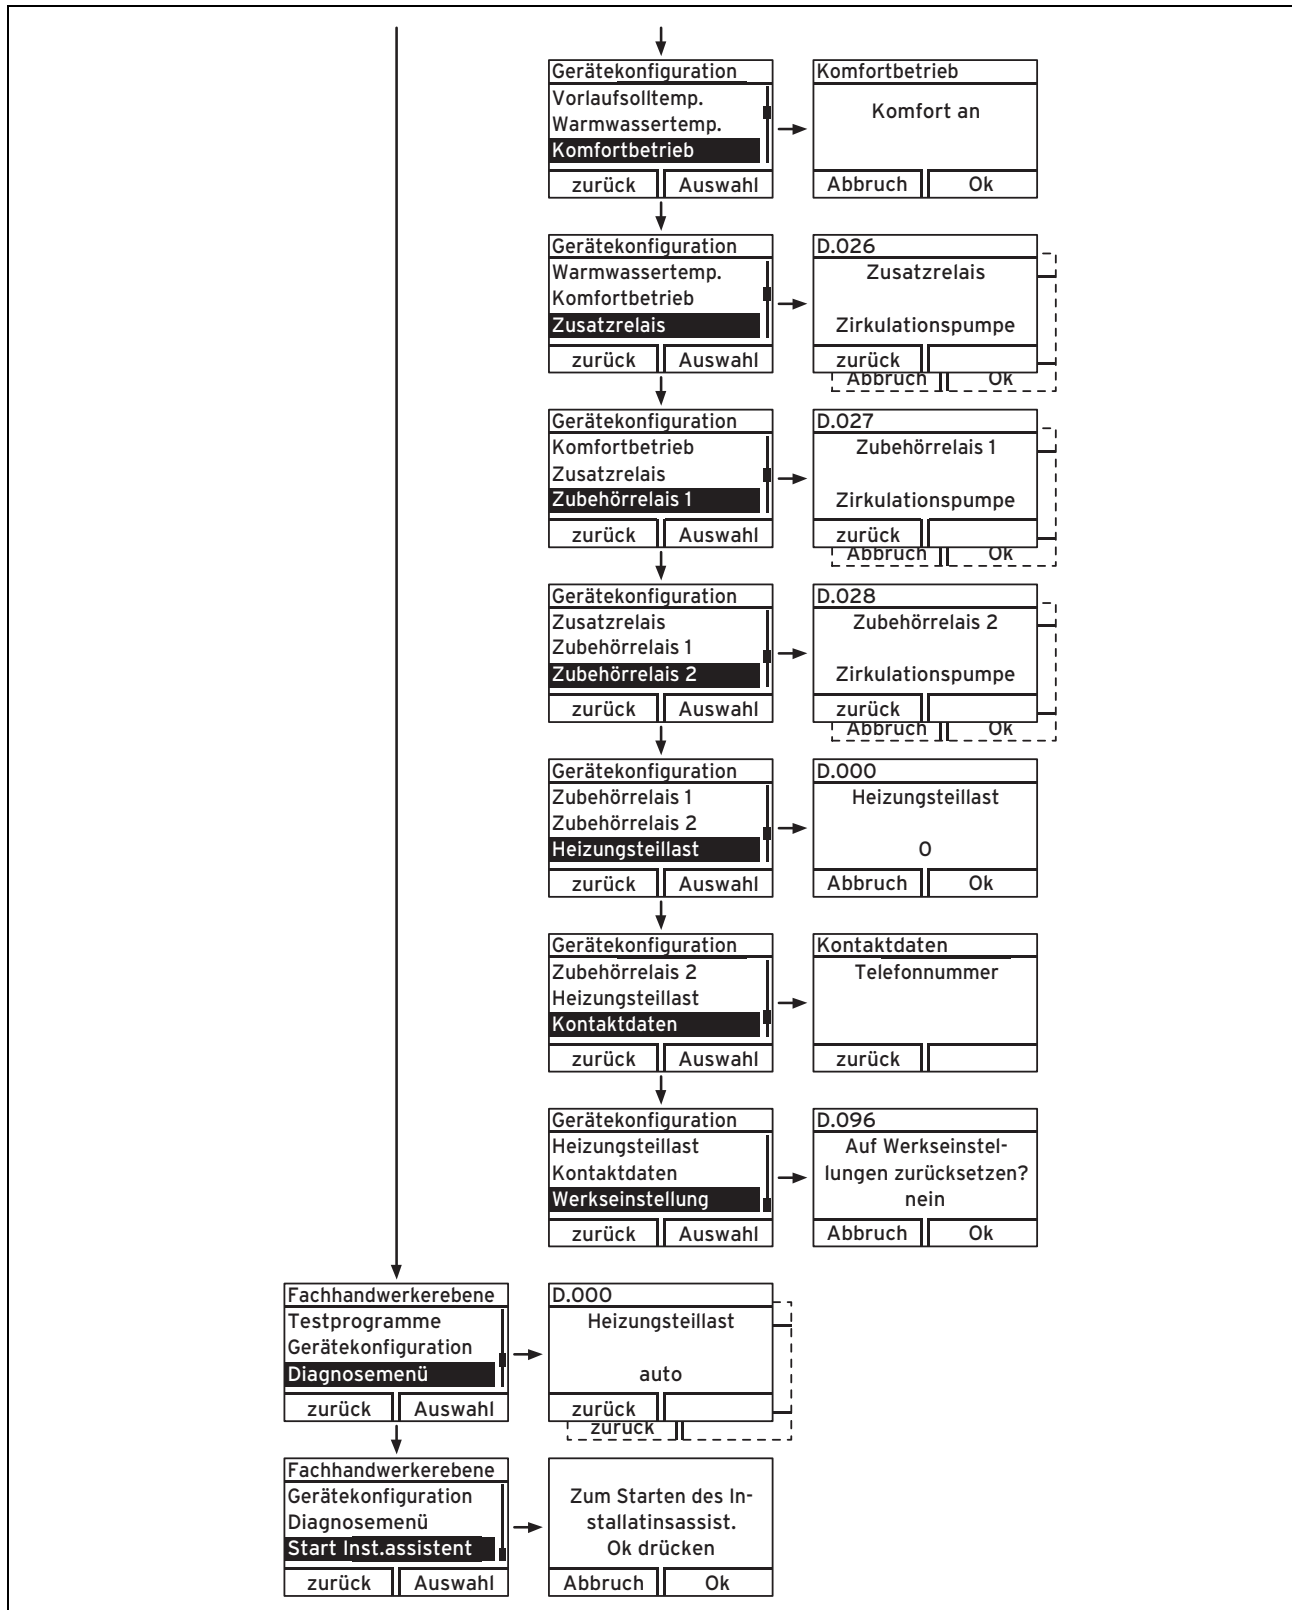 Gerätekonfiguration
Vorlaufsolltemp.
Warmwassertemp.
Komfortbetrieb
zurück Auswahl
Komfortbetrieb
Komfort an
Abbruch Ok
Gerätekonfiguration
Warmwassertemp.
Komfortbetrieb
Zusatzrelais
zurück Auswahl
D.026
Zusatzrelais
Zirkulationspumpe
zurück
Abbruch Ok
Gerätekonfiguration
Komfortbetrieb
Zusatzrelais
Zubehörrelais 1
zurück Auswahl
D.027
Zubehörrelais 1
Zirkulationspumpe
zurück
Abbruch Ok
Gerätekonfiguration
Zusatzrelais
Zubehörrelais 1
Zubehörrelais 2
zurück Auswahl
D.028
Zubehörrelais 2
Zirkulationspumpe
zurück
Abbruch Ok
Gerätekonfiguration
Zubehörrelais 1
Zubehörrelais 2
Heizungsteillast
zurück Auswahl
D.000
Heizungsteillast
0
Abbruch Ok
Gerätekonfiguration
Zubehörrelais 2
Heizungsteillast
Kontaktdaten
zurück Auswahl
Kontaktdaten
Telefonnummer
zurück
Gerätekonfiguration
Heizungsteillast
Kontaktdaten
Werkseinstellung
zurück Auswahl
D.096
Auf Werkseinstel-
lungen zurücksetzen?
nein
Abbruch Ok
Fachhandwerkerebene
Testprogramme
Gerätekonfiguration
Diagnosemenü
zurück Auswahl
D.000
Heizungsteillast
auto
zurück
zurück
Fachhandwerkerebene
Gerätekonfiguration
Diagnosemenü
Start Inst.assistent
zurück Auswahl
Zum Starten des In-
stallatinsassist.
Ok drücken
Abbruch Ok